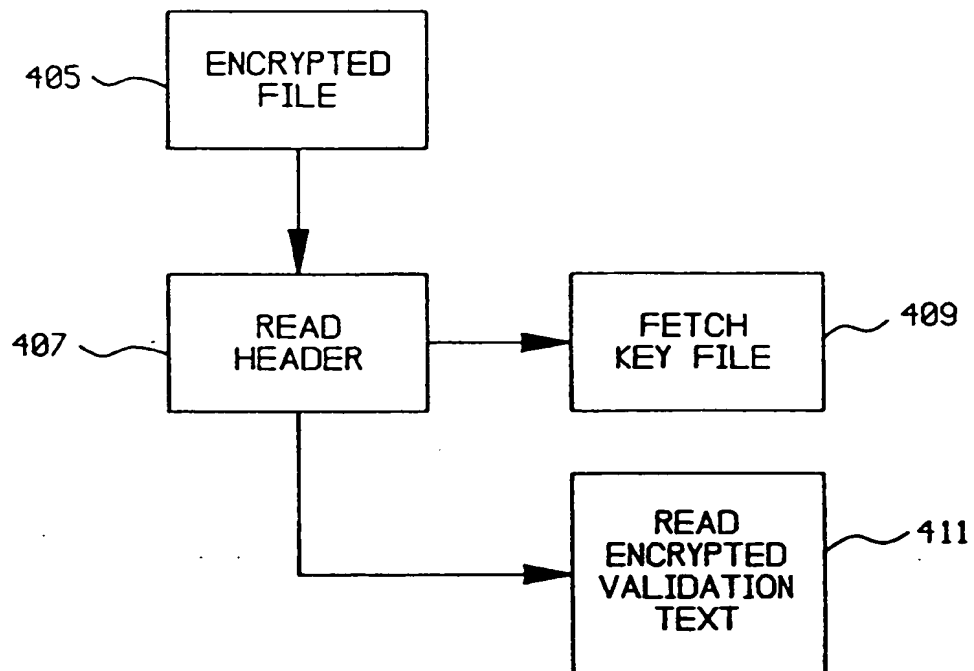 405
ENCRYPTED
FILE
407
READ
HEADER
FETCH
KEY FILE
409
READ
ENCRYPTED
VALIDATION
TEXT
411